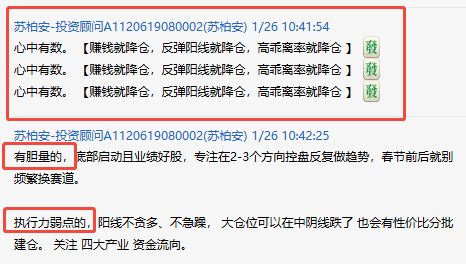 苏柏安-投资顾问A1120619080002(苏柏安) 1/26 10:41:54
心中有数。【赚钱就降仓，反弹阳线就降仓，高乖离率就降仓 】 發
心中有数。【赚钱就降仓，反弹阳线就降仓，高乖离率就降仓 】 發
心中有数。【赚钱就降仓，反弹阳线就降仓，高乖离率就降仓 】 發
苏柏安-投资顾问A1120619080002(苏柏安) 1/26 10:42:25
有胆量的，底部启动且业绩好股，专注在2-3个方向控盘反复做趋势，春节前后就别
频繁换赛道。
执行力弱点的，阳线不贪多、不急躁， 大仓位可以在中阴线跌了 也会有性价比分批
建仓。 关注 四大产业 资金流向。